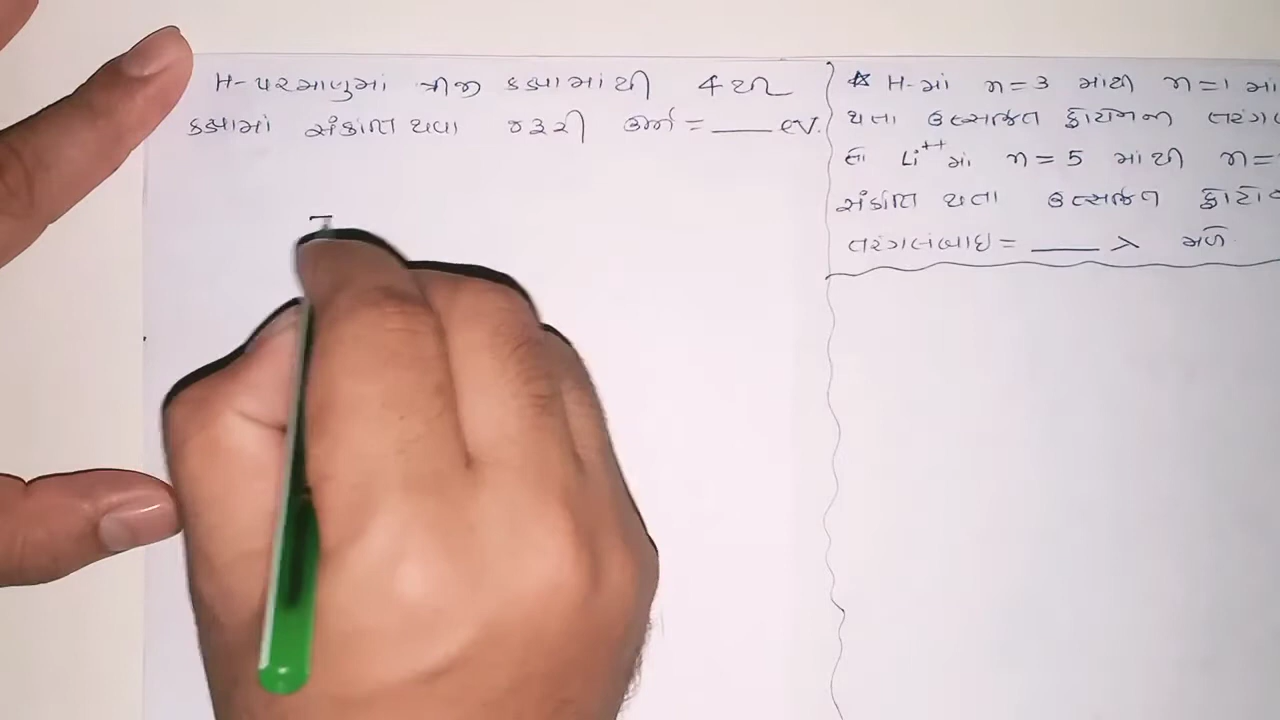 H-પરમાણુમાં ત્રીજી કક્ષામાંથી 4થી
કક્ષામાં સંક્રાંતિ થવા જરૂરી ઊર્જા = ____ eV.
☆ H-માં n=3 માંથી n=1 માં
થતા ઉત્સર્જીત ફોટોનની
તો Li++ માં n=5 માંથી n=
સંક્રાંતિ થતા ઉત્સર્જીત
તરંગલંબાઇ = ____ λ મળે.